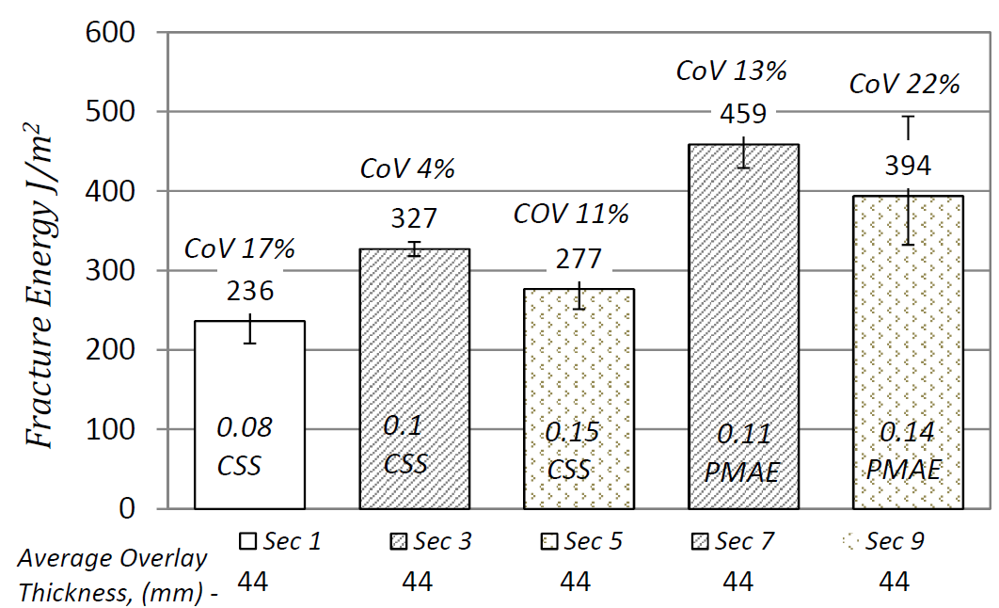 Fracture Energy J/m²
600
500
400
300
200
100
0
CoV 17%
236
0.08
CSS
CoV 4%
327
0.1
CSS
COV 11%
277
0.15
CSS
CoV 13%
459
0.11
PMAE
CoV 22%
394
0.14
PMAE
Sec 1 Sec 3 Sec 5 Sec 7 Sec 9
Average Overlay
Thickness, (mm) - 44 44 44 44 44